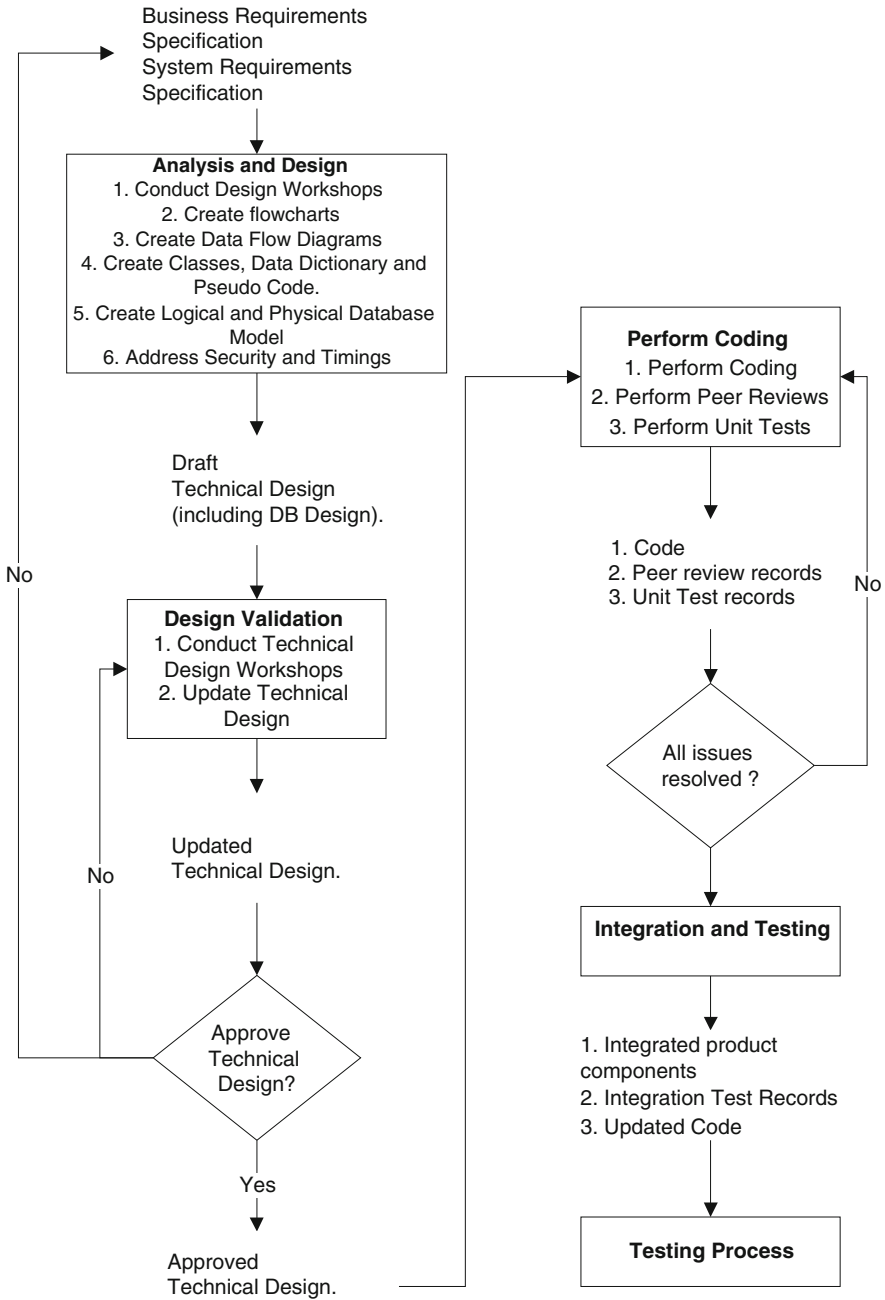 Business Requirements
Specification
System Requirements
Specification
Analysis and Design
1. Conduct Design Workshops
2. Create flowcharts
3. Create Data Flow Diagrams
4. Create Classes, Data Dictionary and
Pseudo Code.
5. Create Logical and Physical Database
Model
6. Address Security and Timings
Draft
Technical Design
(including DB Design).
No
Design Validation
1. Conduct Technical
Design Workshops
2. Update Technical
Design
Updated
Technical Design.
No
Approve
Technical
Design?
Yes
Approved
Technical Design.
Perform Coding
1. Perform Coding
2. Perform Peer Reviews
3. Perform Unit Tests
1. Code
2. Peer review records
3. Unit Test records
No
All issues
resolved ?
Integration and Testing
1. Integrated product
components
2. Integration Test Records
3. Updated Code
Testing Process